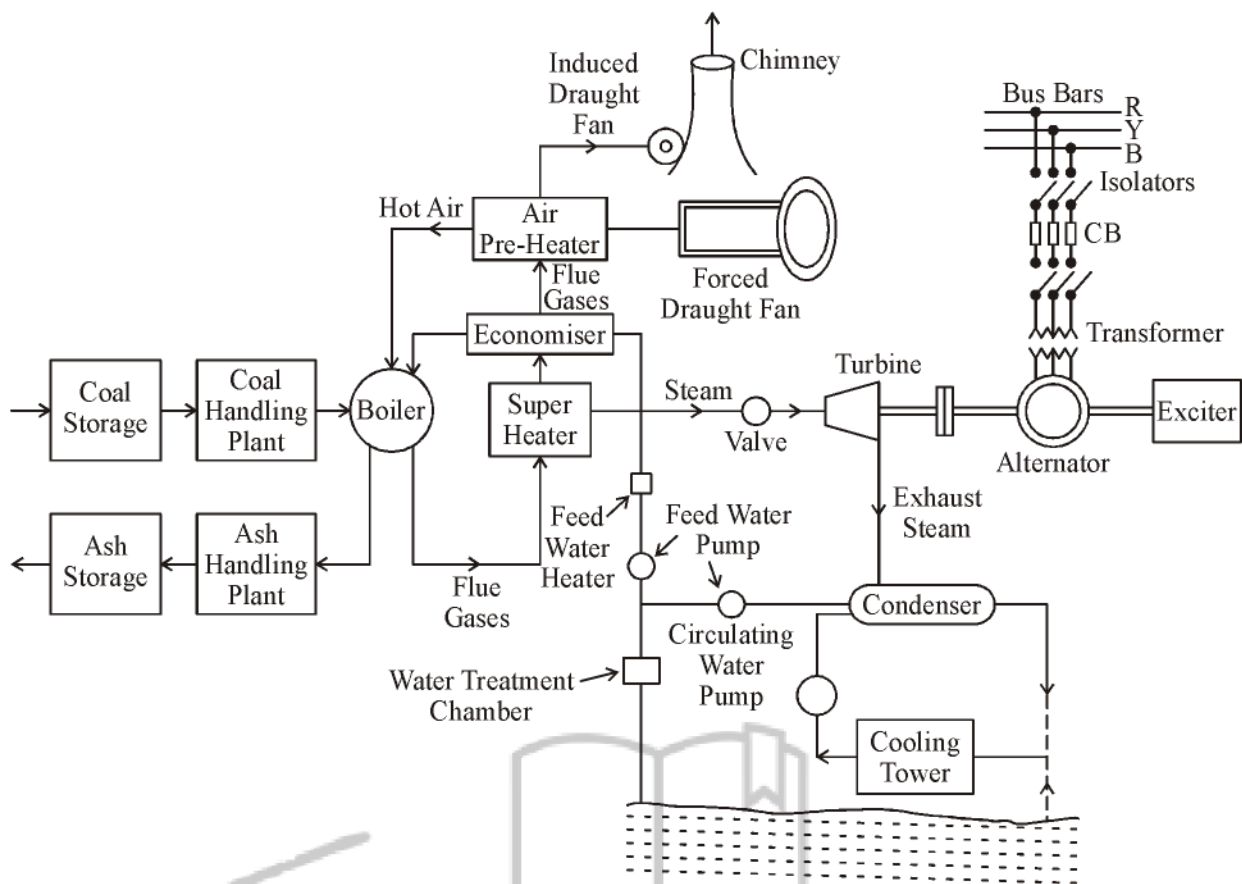 Induced
Draught
Fan
Chimney
Bus Bars
R
Y
B
Isolators
CB
Transformer
Hot Air
Air
Pre-Heater
Flue
Gases
Forced
Draught Fan
Economiser
Coal
Storage
Coal
Handling
Plant
Boiler
Super
Heater
Steam
Valve
Turbine
Alternator
Exciter
Ash
Storage
Ash
Handling
Plant
Flue
Gases
Feed
Water
Heater
Feed Water
Pump
Exhaust
Steam
Condenser
Circulating
Water
Pump
Water Treatment
Chamber
Cooling
Tower